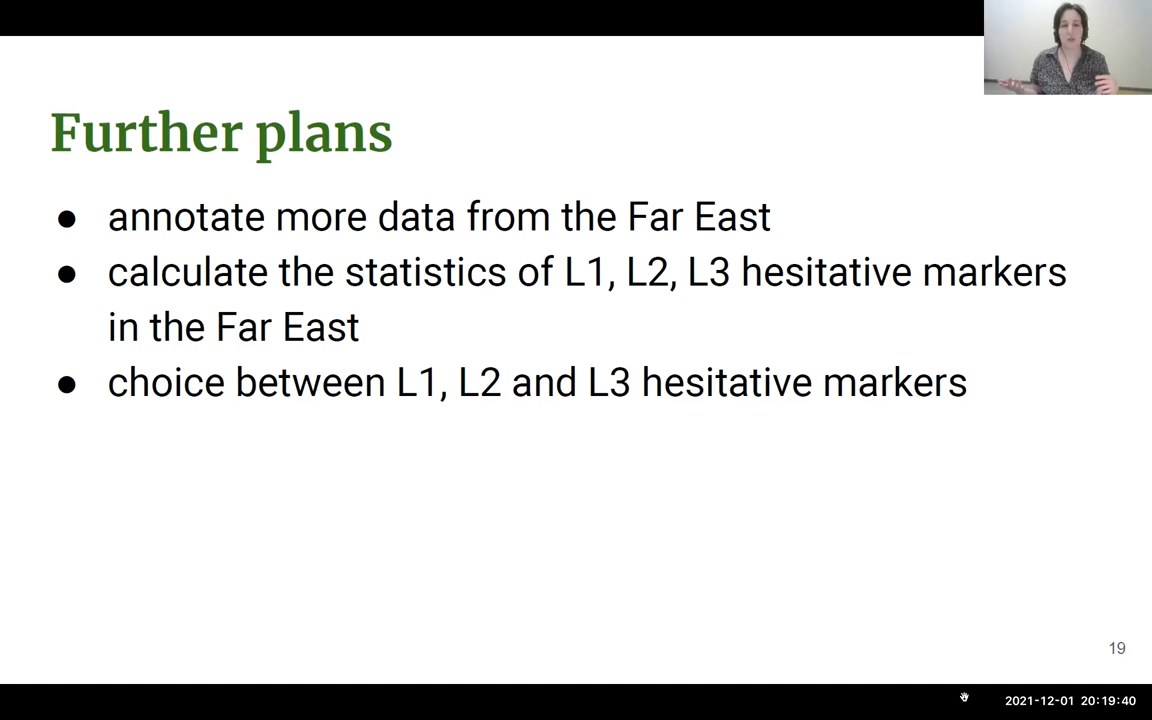 Further plans
● annotate more data from the Far East
● calculate the statistics of L1, L2, L3 hesitative markers
in the Far East
● choice between L1, L2 and L3 hesitative markers
19
2021-12-01 20:19:40